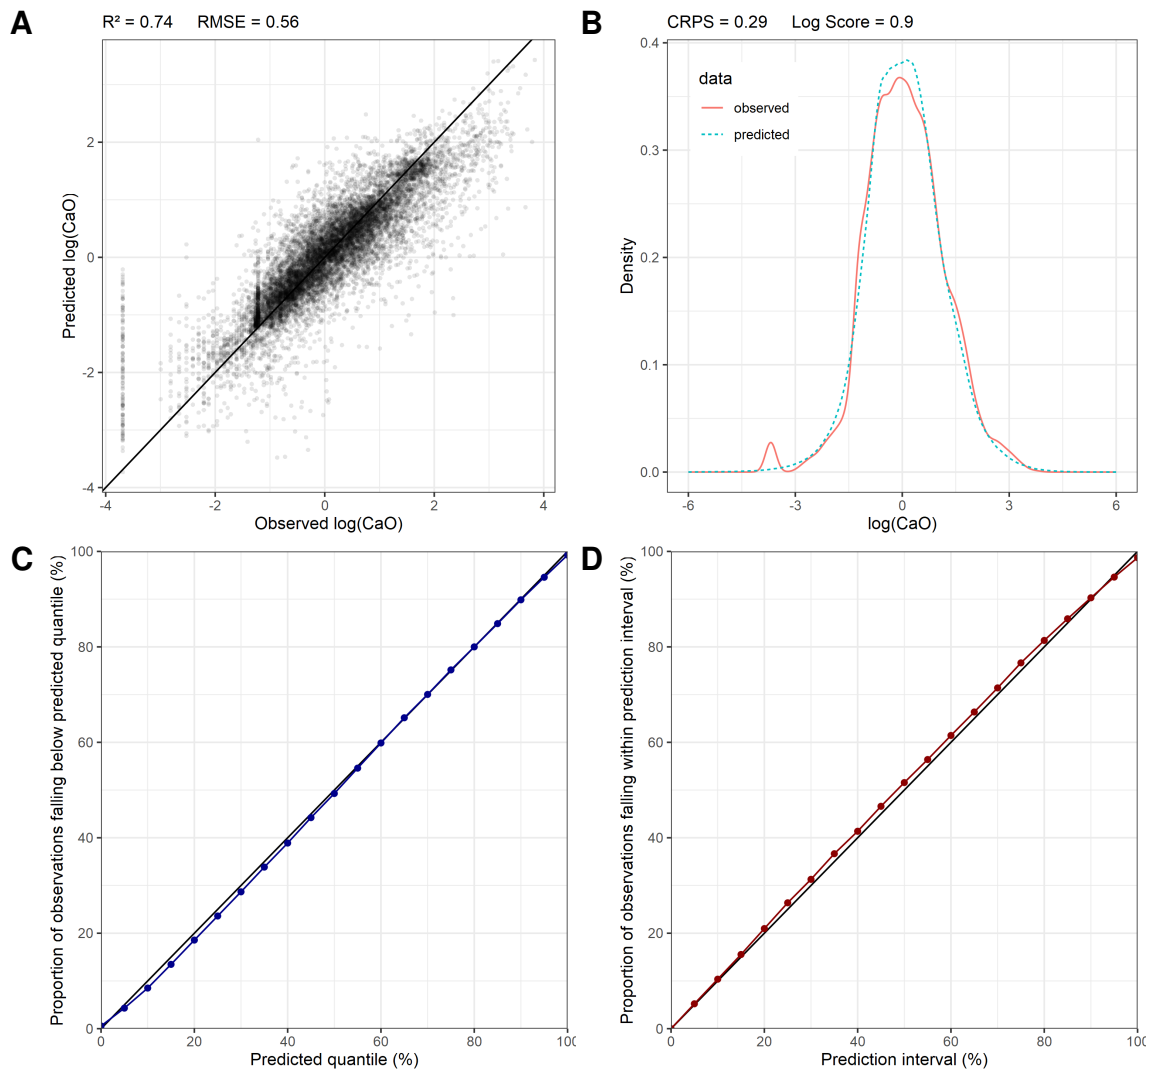 A
R² = 0.74 RMSE = 0.56
Predicted log(CaO)
2
0
-2
-4
-4 -2 0 2 4
Observed log(CaO)
B
CRPS = 0.29 Log Score = 0.9
Density
0.4
0.3
0.2
0.1
0.0
data
observed
predicted
-6 -3 0 3 6
log(CaO)
C
Proportion of observations falling below predicted quantile (%)
100
80
60
40
20
0
0 20 40 60 80 100
Predicted quantile (%)
D
Proportion of observations falling within prediction interval (%)
100
80
60
40
20
0
0 20 40 60 80 100
Prediction interval (%)